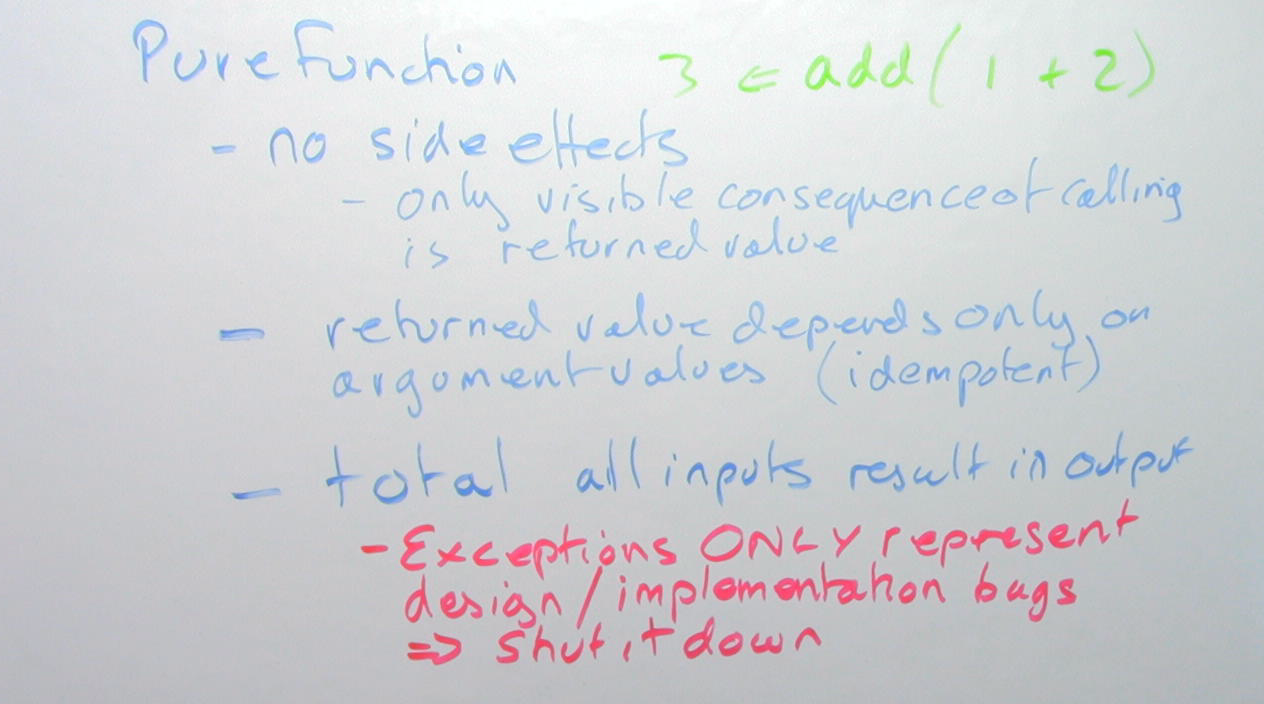 Pure Function 3 ⇐ add(1 + 2)
- no side effects
- only visible consequence of calling
is returned value
- returned value depends only on
argument values (idempotent)
- total all inputs result in output
- Exceptions ONLY represent
design/implementation bugs
=> shut it down